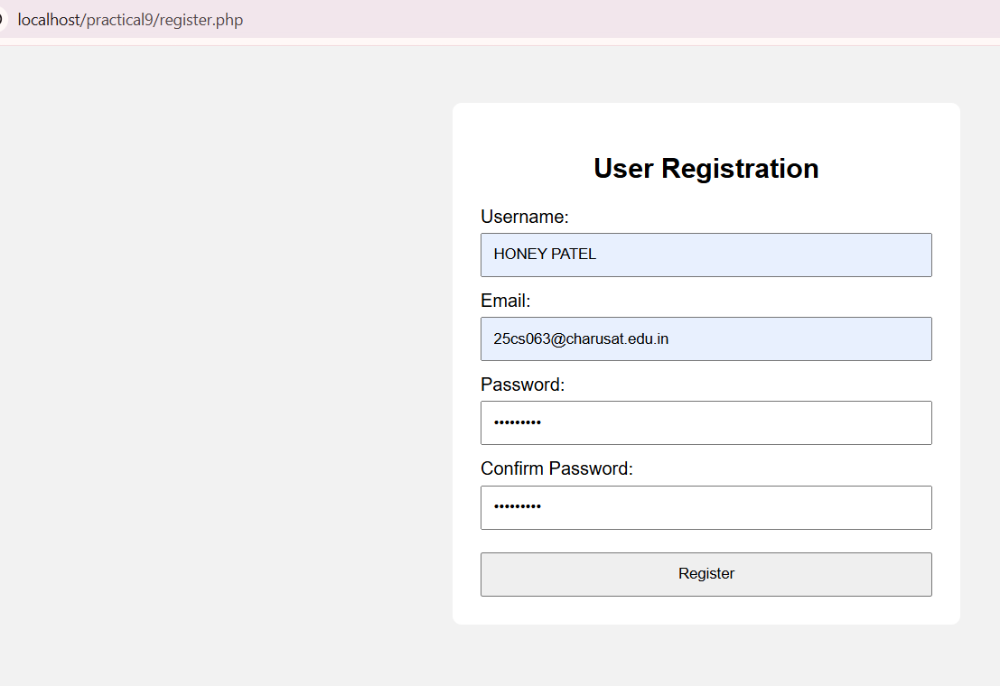 localhost/practical9/register.php
User Registration
Username:
HONEY PATEL
Email:
25cs063@charusat.edu.in
Password:
•••••••••
Confirm Password:
•••••••••
Register